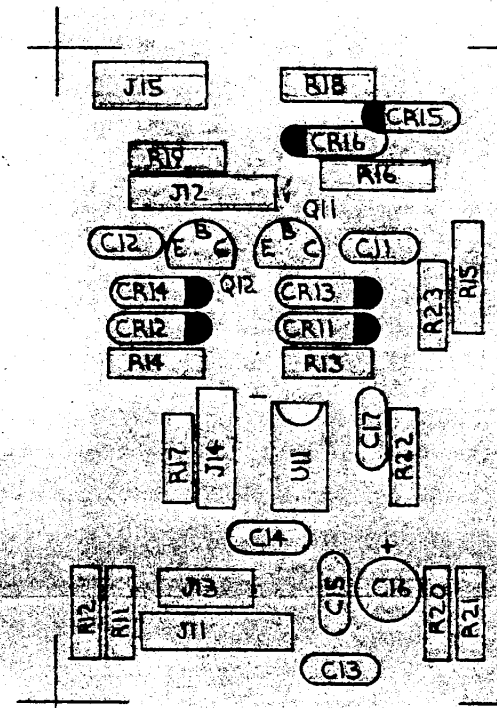 J15
R18
CR15
CR16
R19
R16
J12
Q11
C12
E B C
E B C
C11
R15
CR14
Q12
CR13
R23
CR12
CR11
R14
R13
-
C17
R17
J14
U11
R22
C14
+
R12
R11
J13
C15
C16
R20
R21
J11
C13